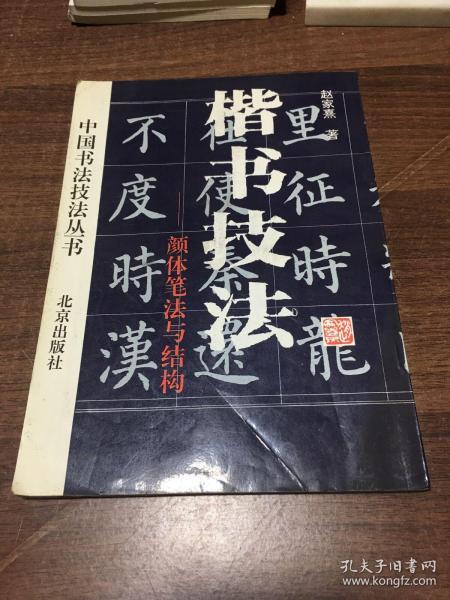 赵家熹 著
楷书技法
——颜体笔法与结构
中国书法技法丛书
北京出版社
里征時龍
往使秦還
不度時漢
孔夫子旧书网
www.kongfz.com